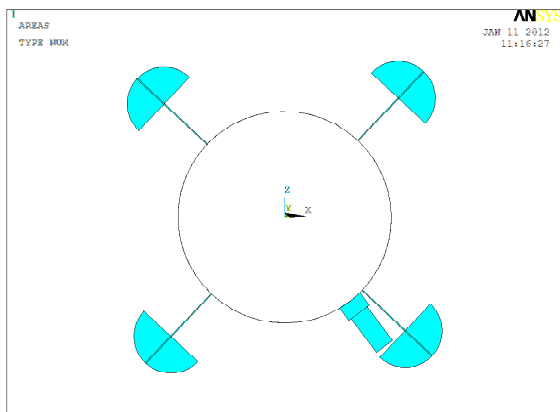 1
AREAS
TYPE NUM
ANSYS
JAN 11 2012
11:16:27
Z
Y
X